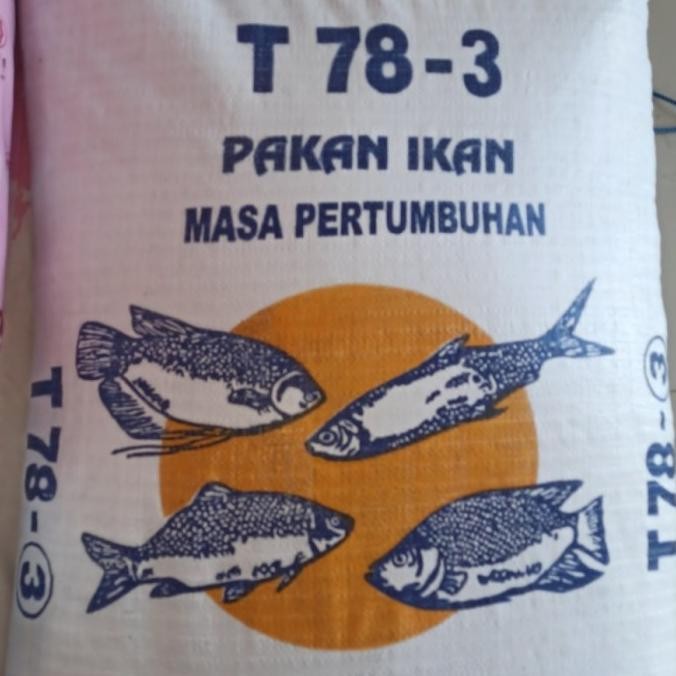 T 78-3
PAKAN IKAN
MASA PERTUMBUHAN
T 78-3
T 78-3